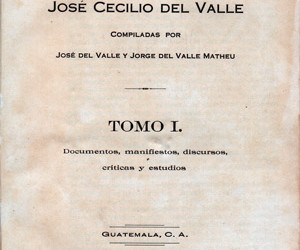 José Cecilio del Valle
Compiladas por
José del Valle y Jorge del Valle Matheu
TOMO I.
Documentos, manifiestos, discursos,
críticas y estudios
Guatemala, C. A.